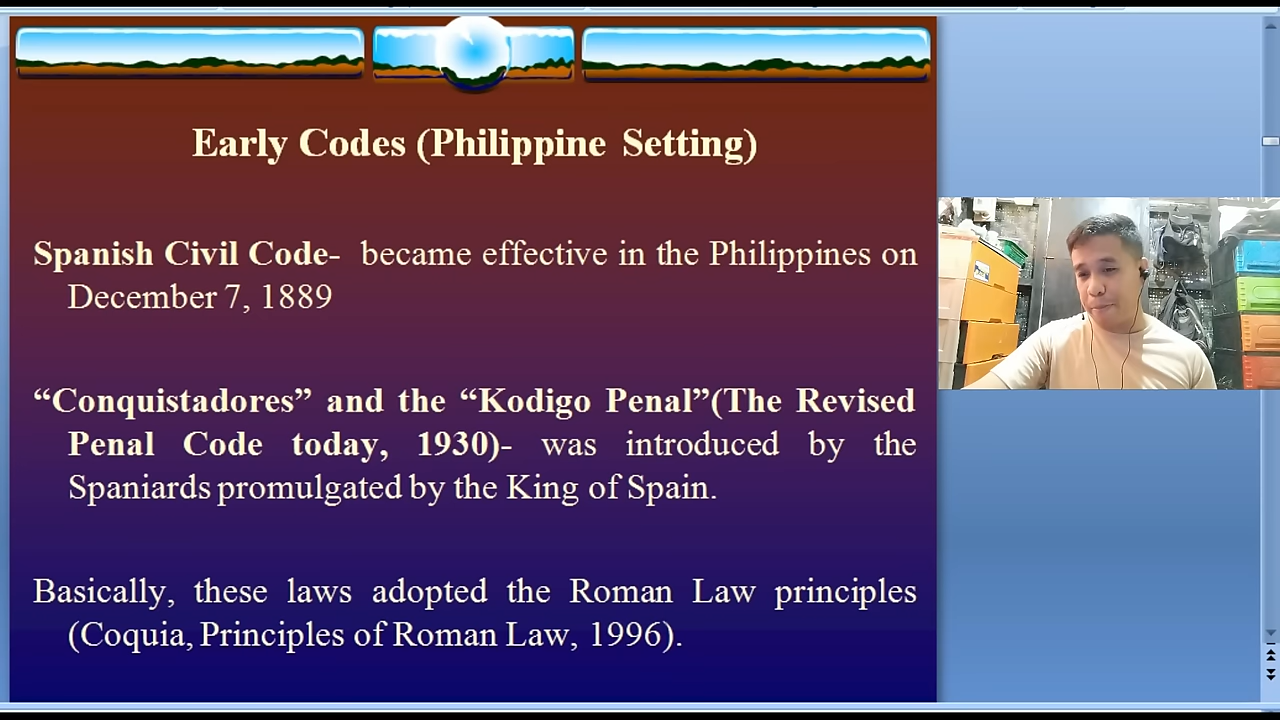 Early Codes (Philippine Setting)
Spanish Civil Code- became effective in the Philippines on
December 7, 1889
“Conquistadores” and the “Kodigo Penal”(The Revised
Penal Code today, 1930)- was introduced by the
Spaniards promulgated by the King of Spain.
Basically, these laws adopted the Roman Law principles
(Coquia, Principles of Roman Law, 1996).